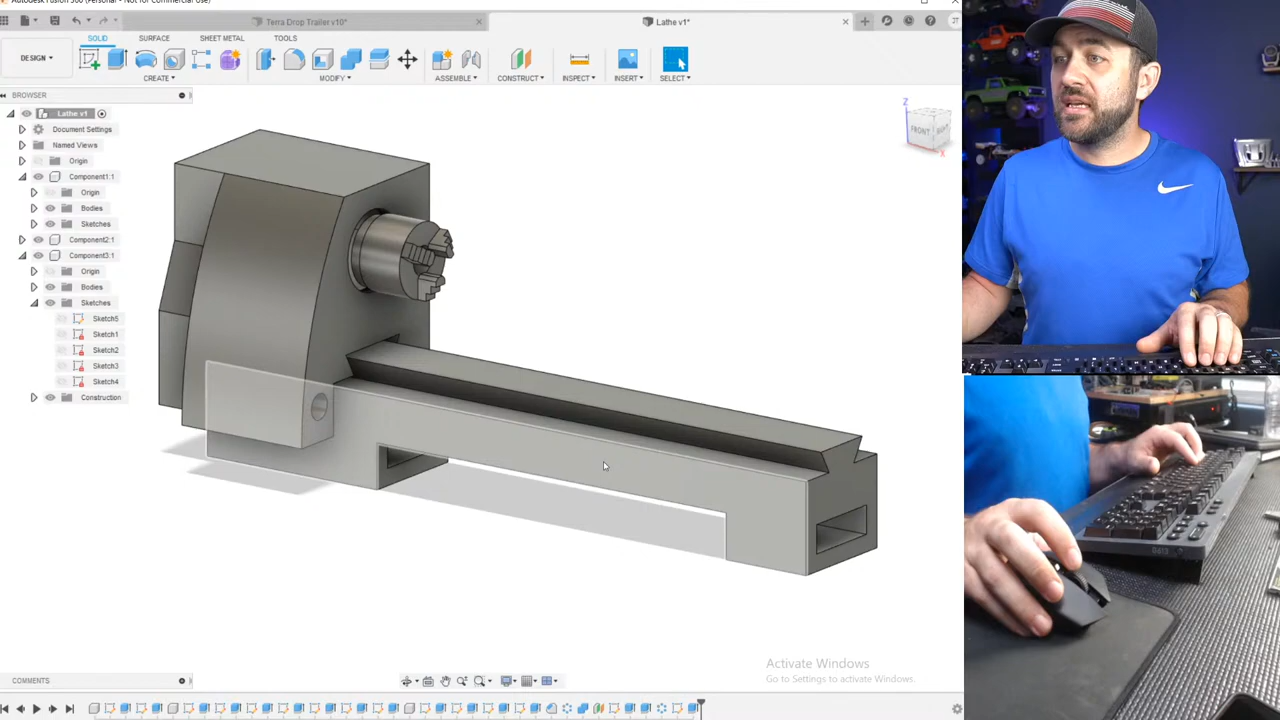 Autodesk Fusion 360 (Personal - Not for Commercial Use)
Terra Drop Trailer v10*
Lathe v1*
SOLID SURFACE SHEET METAL TOOLS
DESIGN
CREATE MODIFY ASSEMBLE CONSTRUCT INSPECT INSERT SELECT
BROWSER
Lathe v1
Document Settings
Named Views
Origin
Component1:1
Origin
Bodies
Sketches
Component2:1
Component3:1
Origin
Bodies
Sketches
Sketch5
Sketch1
Sketch2
Sketch3
Sketch4
Construction
Z
FRONT
RIGHT
X
JT
G613
Activate Windows
Go to Settings to activate Windows.
COMMENTS